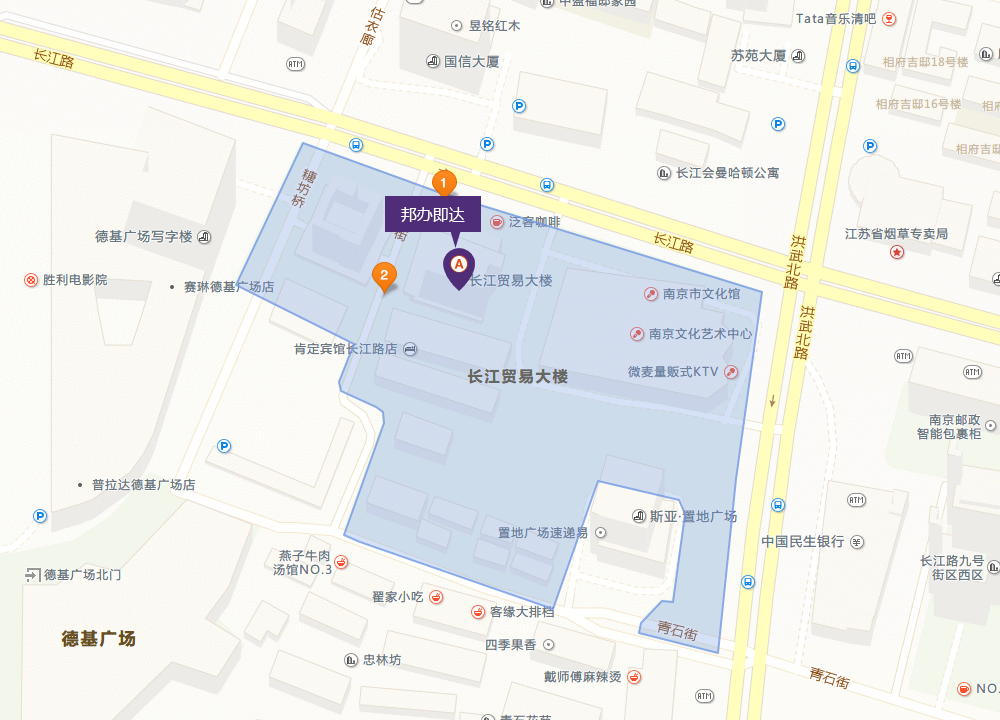 中盛福邸家园
估衣廊
昱铭红木
Tata音乐清吧
长江路
ATM
国信大厦
苏苑大厦
相府吉邸18号楼
P
相府吉邸16号楼
P
P
P
长江会曼哈顿公寓
糖坊桥
1
邦办即达
泛客咖啡
街
德基广场写字楼
长江路
洪武北路
江苏省烟草专卖局
A
2
胜利电影院
赛琳德基广场店
长江贸易大楼
南京市文化馆
洪武北路
南京文化艺术中心
肯定宾馆长江路店
ATM
长江贸易大楼
微麦量贩式KTV
ATM
南京邮政
智能包裹柜
P
普拉达德基广场店
ATM
P
斯亚·置地广场
置地广场速递易
中国民生银行
燕子牛肉
汤馆NO.3
长江路九号
街区西区
德基广场北门
翟家小吃
客缘大排档
青石街
德基广场
四季果香
忠林坊
戴师傅麻辣烫
青石街
ATM
NO.